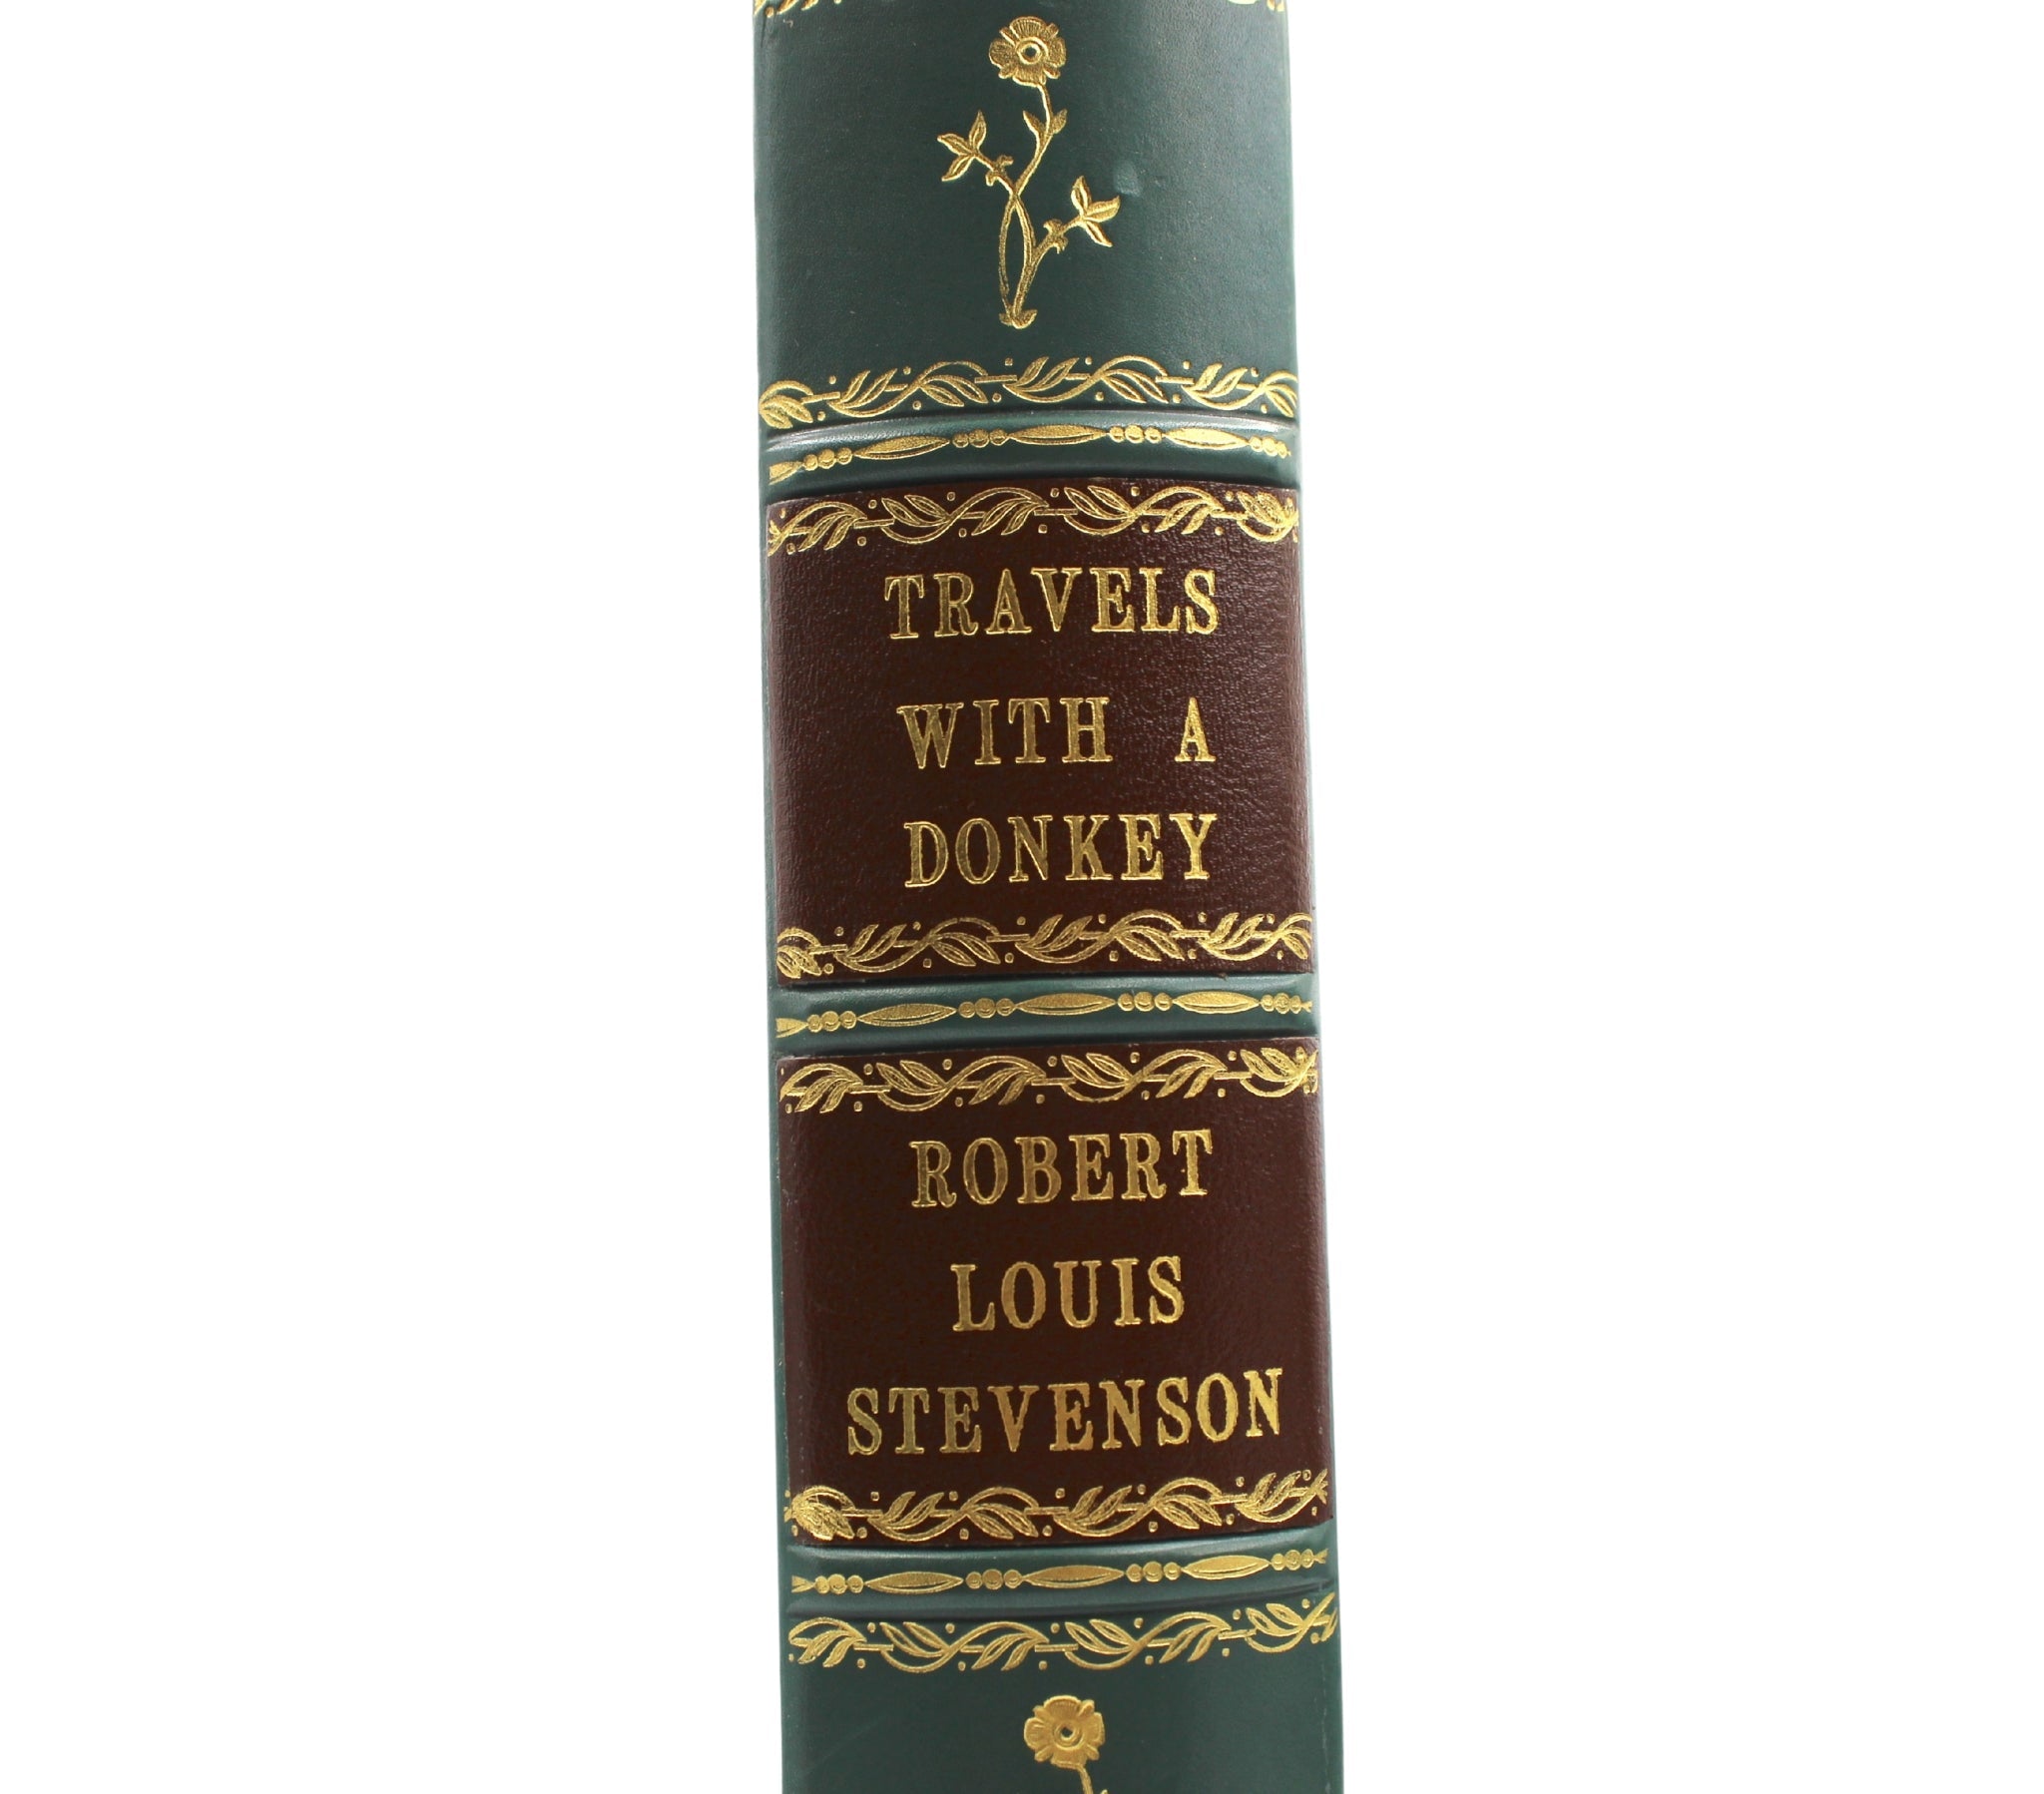 TRAVELS
WITH A
DONKEY
ROBERT
LOUIS
STEVENSON